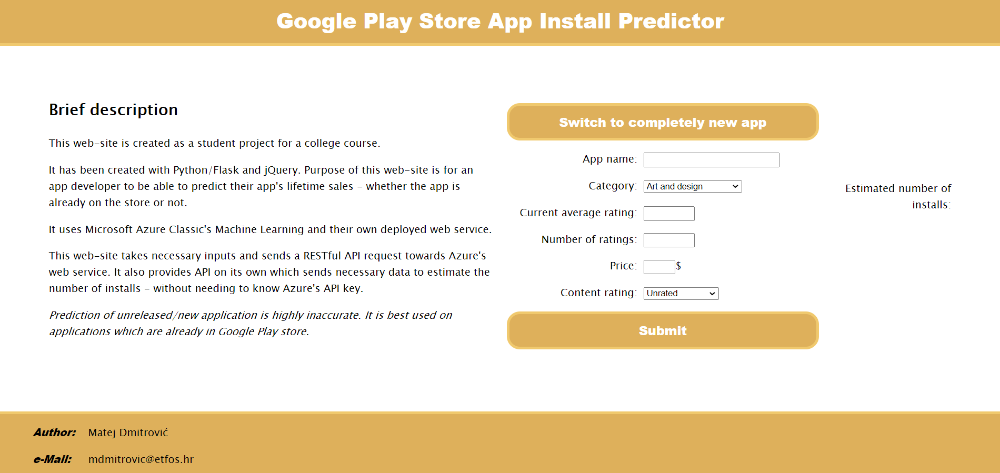 Google Play Store App Install Predictor
Brief description
This web-site is created as a student project for a college course.
It has been created with Python/Flask and jQuery. Purpose of this web-site is for an
app developer to be able to predict their app's lifetime sales - whether the app is
already on the store or not.
It uses Microsoft Azure Classic's Machine Learning and their own deployed web service.
This web-site takes necessary inputs and sends a RESTful API request towards Azure's
web service. It also provides API on its own which sends necessary data to estimate the
number of installs - without needing to know Azure's API key.
Prediction of unreleased/new application is highly inaccurate. It is best used on
applications which are already in Google Play store.
Switch to completely new app
App name:
Category: Art and design
Current average rating:
Number of ratings:
Price: $
Content rating: Unrated
Submit
Estimated number of
installs:
Author: Matej Dmitrović
e-Mail: mdmitrovic@etfos.hr